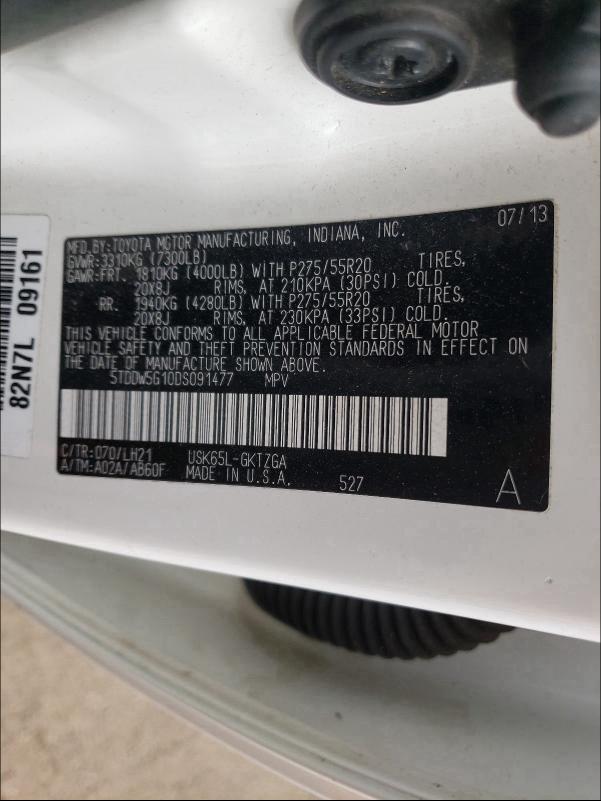 07/13
MFD. BY: TOYOTA MOTOR MANUFACTURING, INDIANA, INC.
GVWR:3310KG (7300LB)
GAWR:FRT. 1810KG (4000LB) WITH P275/55R20 TIRES,
20X8J RIMS, AT 210KPA (30PSI) COLD.
RR. 1940KG (4280LB) WITH P275/55R20 TIRES,
20X8J RIMS, AT 230KPA (33PSI) COLD.
THIS VEHICLE CONFORMS TO ALL APPLICABLE FEDERAL MOTOR
VEHICLE SAFETY AND THEFT PREVENTION STANDARDS IN EFFECT ON
THE DATE OF MANUFACTURE SHOWN ABOVE.
5TDDW5G10DS091477 MPV
C/TR:070/LH21 USK65L-GKTZGA
A/TM:A02A/AB60F MADE IN U.S.A. 527
A
82N7L 09161